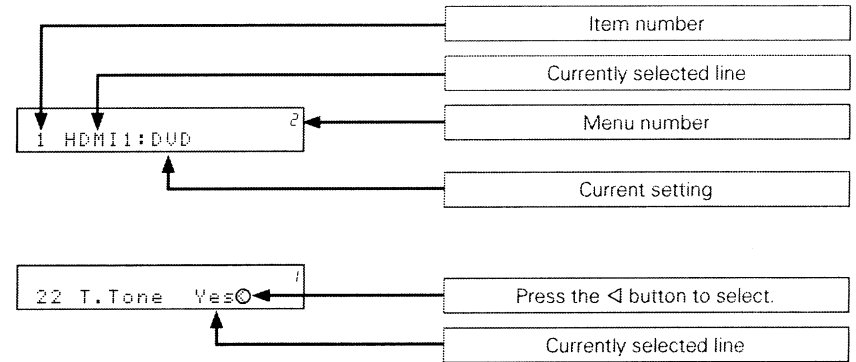 Item number
Currently selected line
Menu number
2
1 HDMI1:DVD
Current setting
1
22 T.Tone Yes<
Press the ◁ button to select.
Currently selected line